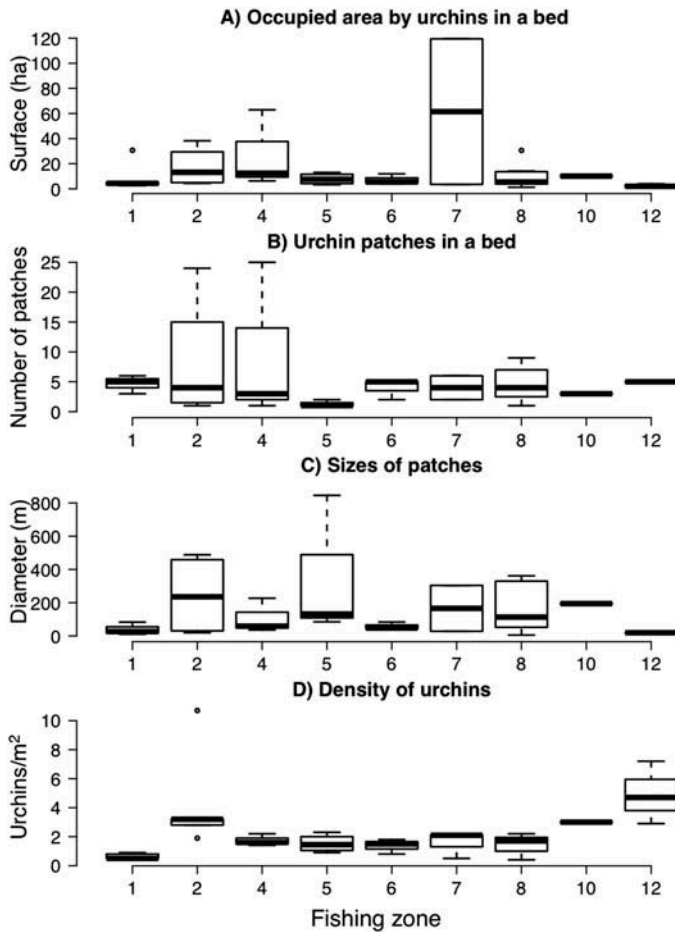 A) Occupied area by urchins in a bed
Surface (ha)
120
100
80
60
40
20
0
1 2 4 5 6 7 8 10 12
B) Urchin patches in a bed
Number of patches
25
20
15
10
5
0
1 2 4 5 6 7 8 10 12
C) Sizes of patches
Diameter (m)
800
600
400
200
0
1 2 4 5 6 7 8 10 12
D) Density of urchins
Urchins/m²
10
8
6
4
2
0
1 2 4 5 6 7 8 10 12
Fishing zone